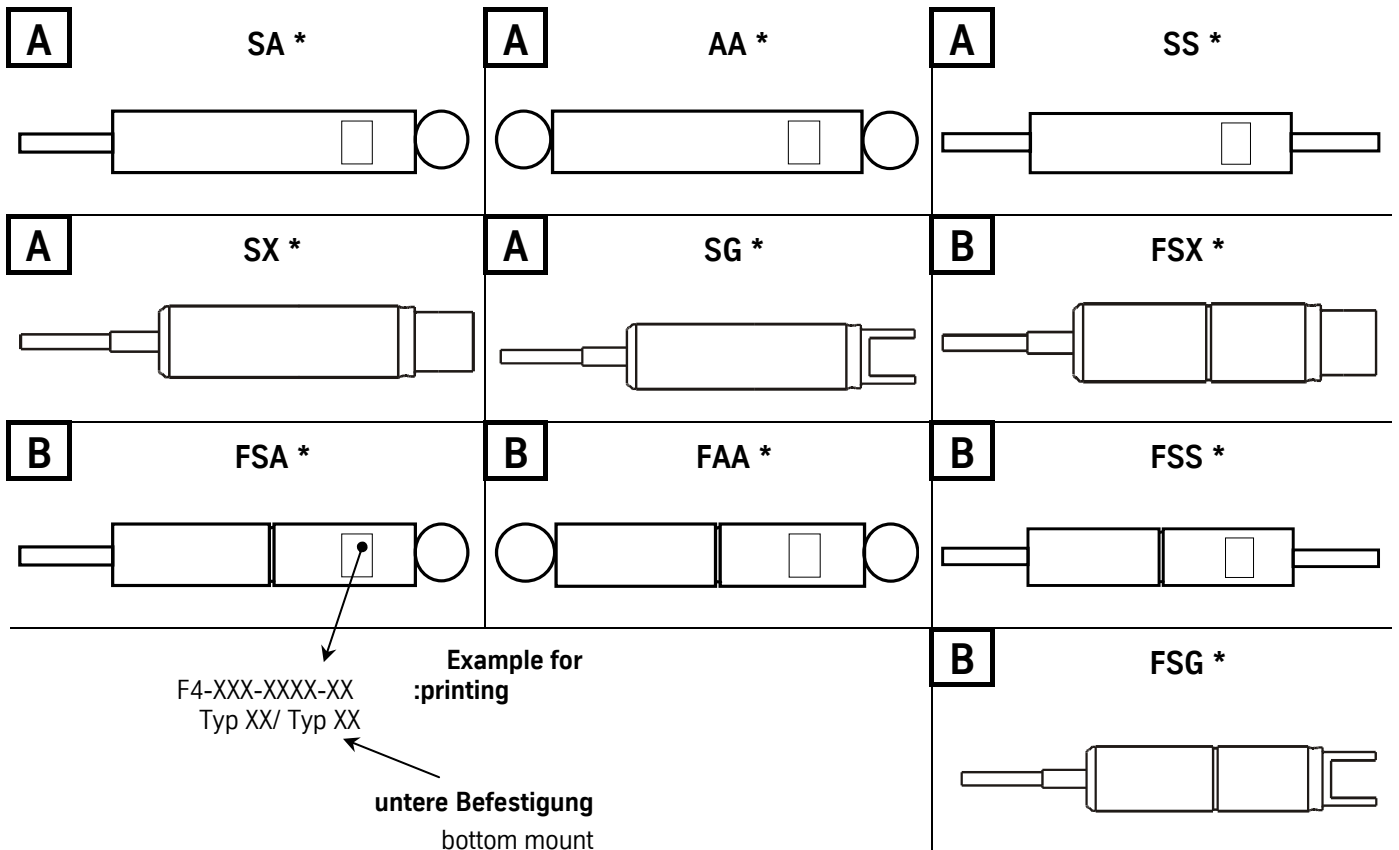 A SA * A AA * A SS *
A SX * A SG * B FSX *
B FSA * B FAA * B FSS *
Example for
:printing
F4-XXX-XXXX-XX
Typ XX/ Typ XX
untere Befestigung
bottom mount
B FSG *